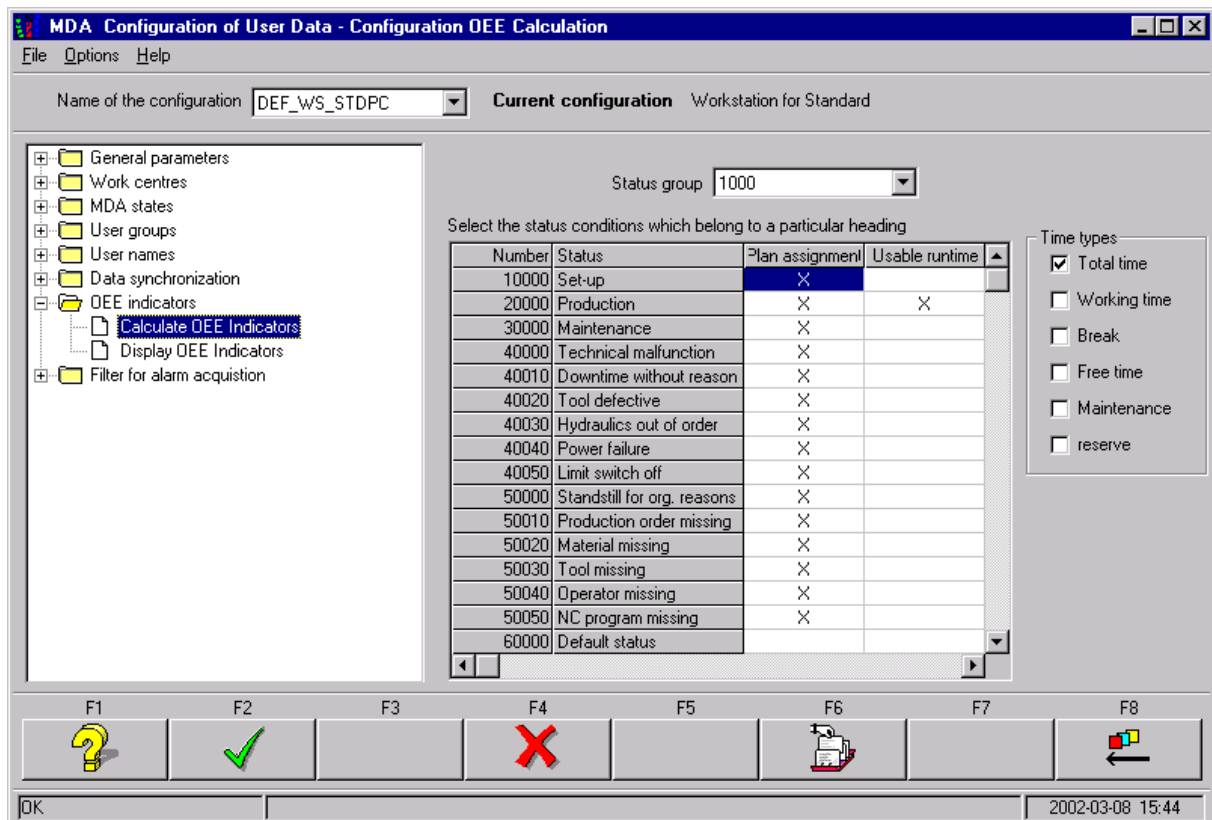 MDA Configuration of User Data - Configuration OEE Calculation
File Options Help
Name of the configuration DEF_WS_STDPC Current configuration Workstation for Standard
General parameters
Work centres
MDA states
User groups
User names
Data synchronization
OEE indicators
Calculate OEE Indicators
Display OEE Indicators
Filter for alarm acquistion
Status group 1000
Select the status conditions which belong to a particular heading
Number Status Plan assignment Usable runtime
10000 Set-up X
20000 Production X X
30000 Maintenance X
40000 Technical malfunction X
40010 Downtime without reason X
40020 Tool defective X
40030 Hydraulics out of order X
40040 Power failure X
40050 Limit switch off X
50000 Standstill for org. reasons X
50010 Production order missing X
50020 Material missing X
50030 Tool missing X
50040 Operator missing X
50050 NC program missing X
60000 Default status
Time types
Total time
Working time
Break
Free time
Maintenance
reserve
F1 F2 F3 F4 F5 F6 F7 F8
OK 2002-03-08 15:44